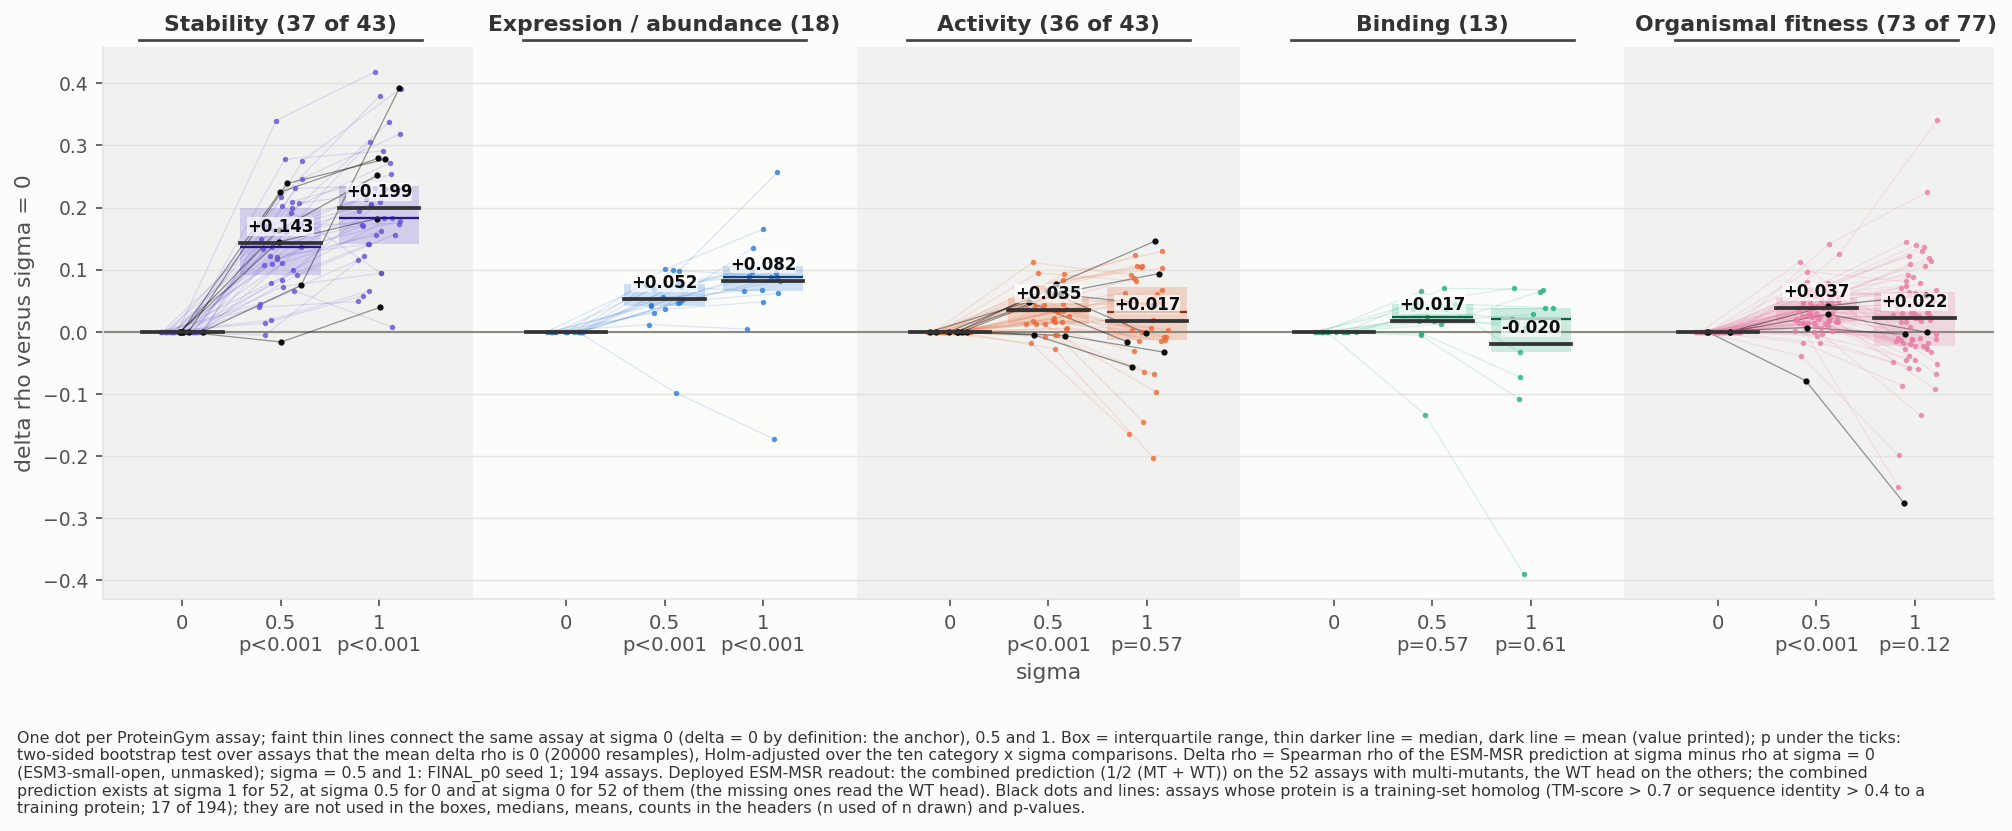 Stability (37 of 43)
Expression / abundance (18)
Activity (36 of 43)
Binding (13)
Organismal fitness (73 of 77)
delta rho versus sigma = 0
0.4
0.3
0.2
0.1
0.0
−0.1
−0.2
−0.3
−0.4
+0.143
+0.199
+0.052
+0.082
+0.035
+0.017
+0.017
-0.020
+0.037
+0.022
0 0.5 1 0 0.5 1 0 0.5 1 0 0.5 1 0 0.5 1
p<0.001 p<0.001 p<0.001 p<0.001 p<0.001 p=0.57 p=0.57 p=0.61 p<0.001 p=0.12
sigma
One dot per ProteinGym assay; faint thin lines connect the same assay at sigma 0 (delta = 0 by definition: the anchor), 0.5 and 1. Box = interquartile range, thin darker line = median, dark line = mean (value printed); p under the ticks:
two-sided bootstrap test over assays that the mean delta rho is 0 (20000 resamples), Holm-adjusted over the ten category x sigma comparisons. Delta rho = Spearman rho of the ESM-MSR prediction at sigma minus rho at sigma = 0
(ESM3-small-open, unmasked); sigma = 0.5 and 1: FINAL_p0 seed 1; 194 assays. Deployed ESM-MSR readout: the combined prediction (1/2 (MT + WT)) on the 52 assays with multi-mutants, the WT head on the others; the combined
prediction exists at sigma 1 for 52, at sigma 0.5 for 0 and at sigma 0 for 52 of them (the missing ones read the WT head). Black dots and lines: assays whose protein is a training-set homolog (TM-score > 0.7 or sequence identity > 0.4 to a
training protein; 17 of 194); they are not used in the boxes, medians, means, counts in the headers (n used of n drawn) and p-values.